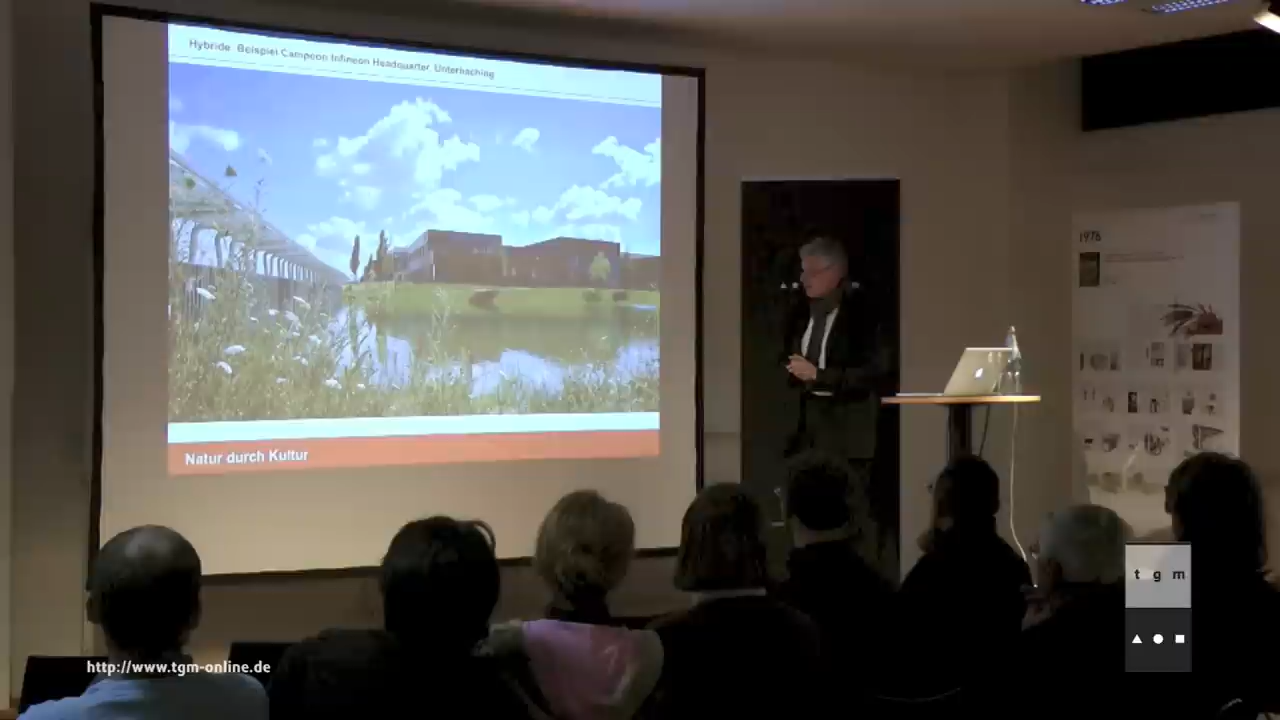 Hybride. Beispiel Campeon Infineon Headquarter, Unterhaching
Natur durch Kultur
1976
t g m
http://www.tgm-online.de